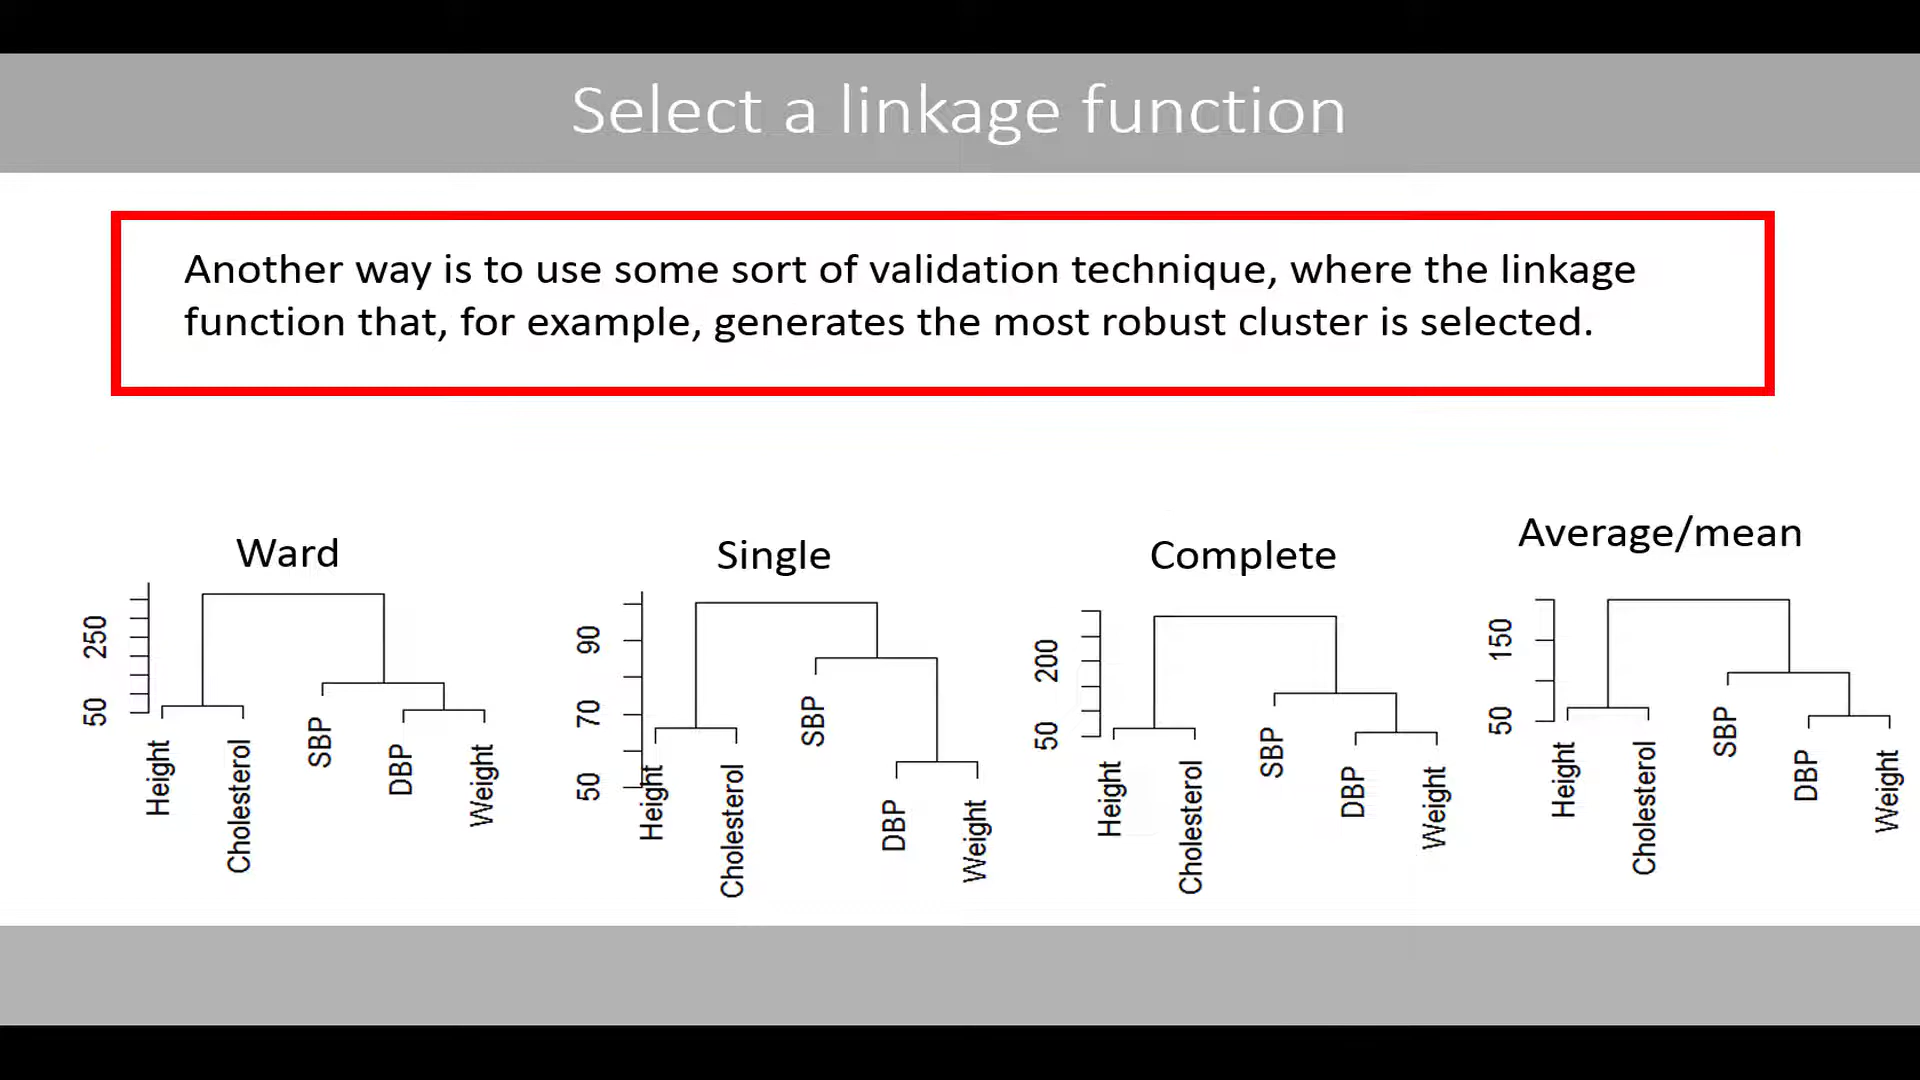 Select a linkage function
Another way is to use some sort of validation technique, where the linkage
function that, for example, generates the most robust cluster is selected.
Ward
250
50
Height
Cholesterol
SBP
DBP
Weight
Single
90
70
50
Height
Cholesterol
SBP
DBP
Weight
Complete
200
50
Height
Cholesterol
SBP
DBP
Weight
Average/mean
150
50
Height
Cholesterol
SBP
DBP
Weight